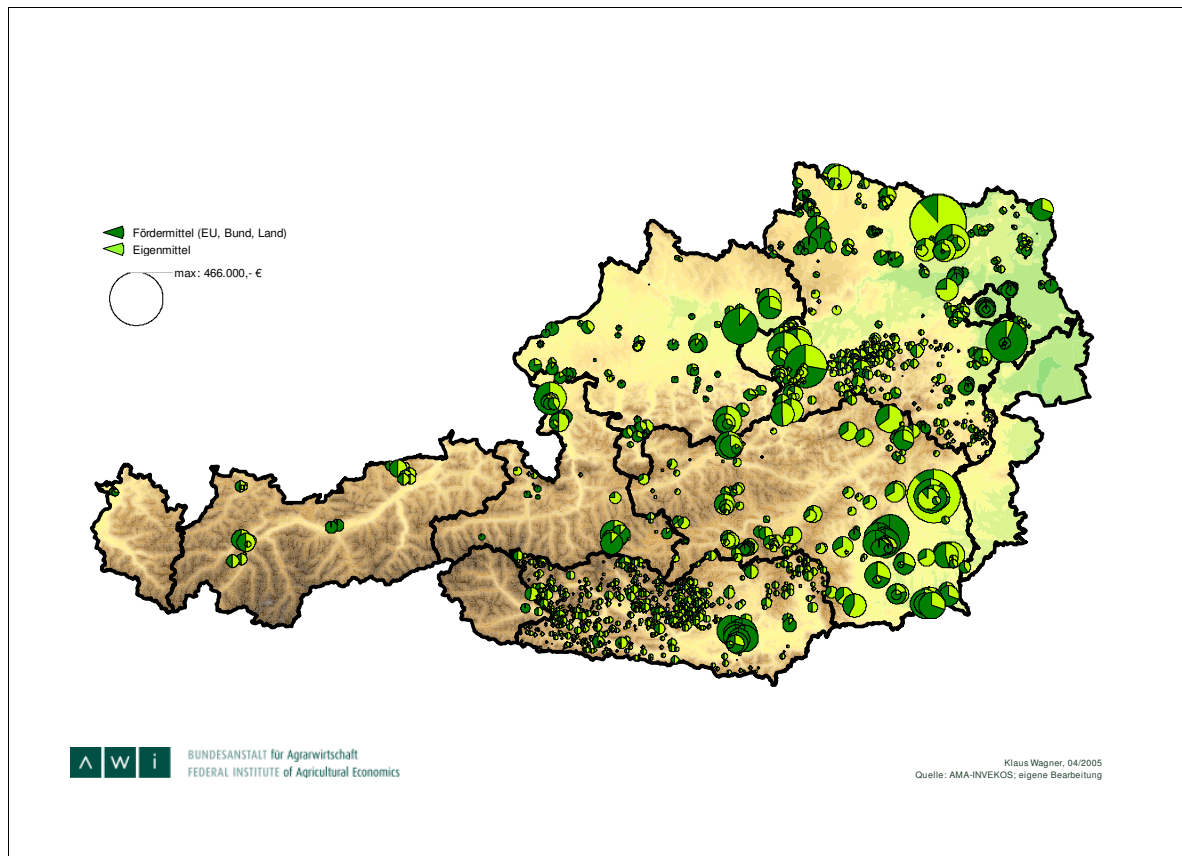 Fördermittel (EU, Bund, Land)
Eigenmittel
max: 466.000,- €
AWi
BUNDESANSTALT für Agrarwirtschaft
FEDERAL INSTITUTE of Agricultural Economics
Klaus Wagner, 04/2005
Quelle: AMA-INVEKOS; eigene Bearbeitung